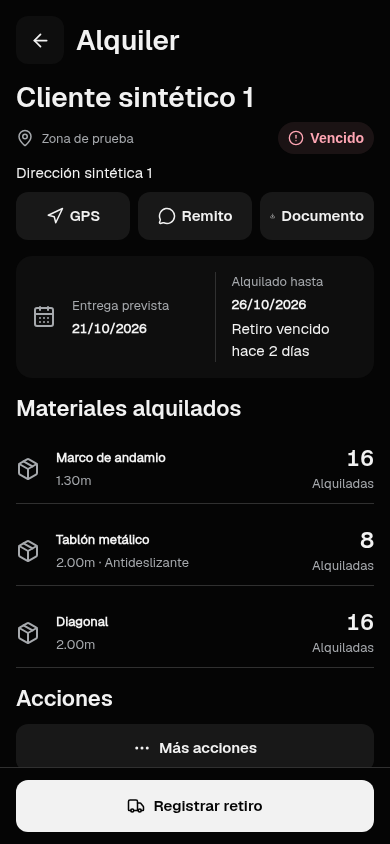 Alquiler
Cliente sintético 1
Zona de prueba
Vencido
Dirección sintética 1
GPS
Remito
Documento
Entrega prevista
21/10/2026
Alquilado hasta
26/10/2026
Retiro vencido
hace 2 días
Materiales alquilados
Marco de andamio
1.30m
16
Alquiladas
Tablón metálico
2.00m · Antideslizante
8
Alquiladas
Diagonal
2.00m
16
Alquiladas
Acciones
Más acciones
Registrar retiro